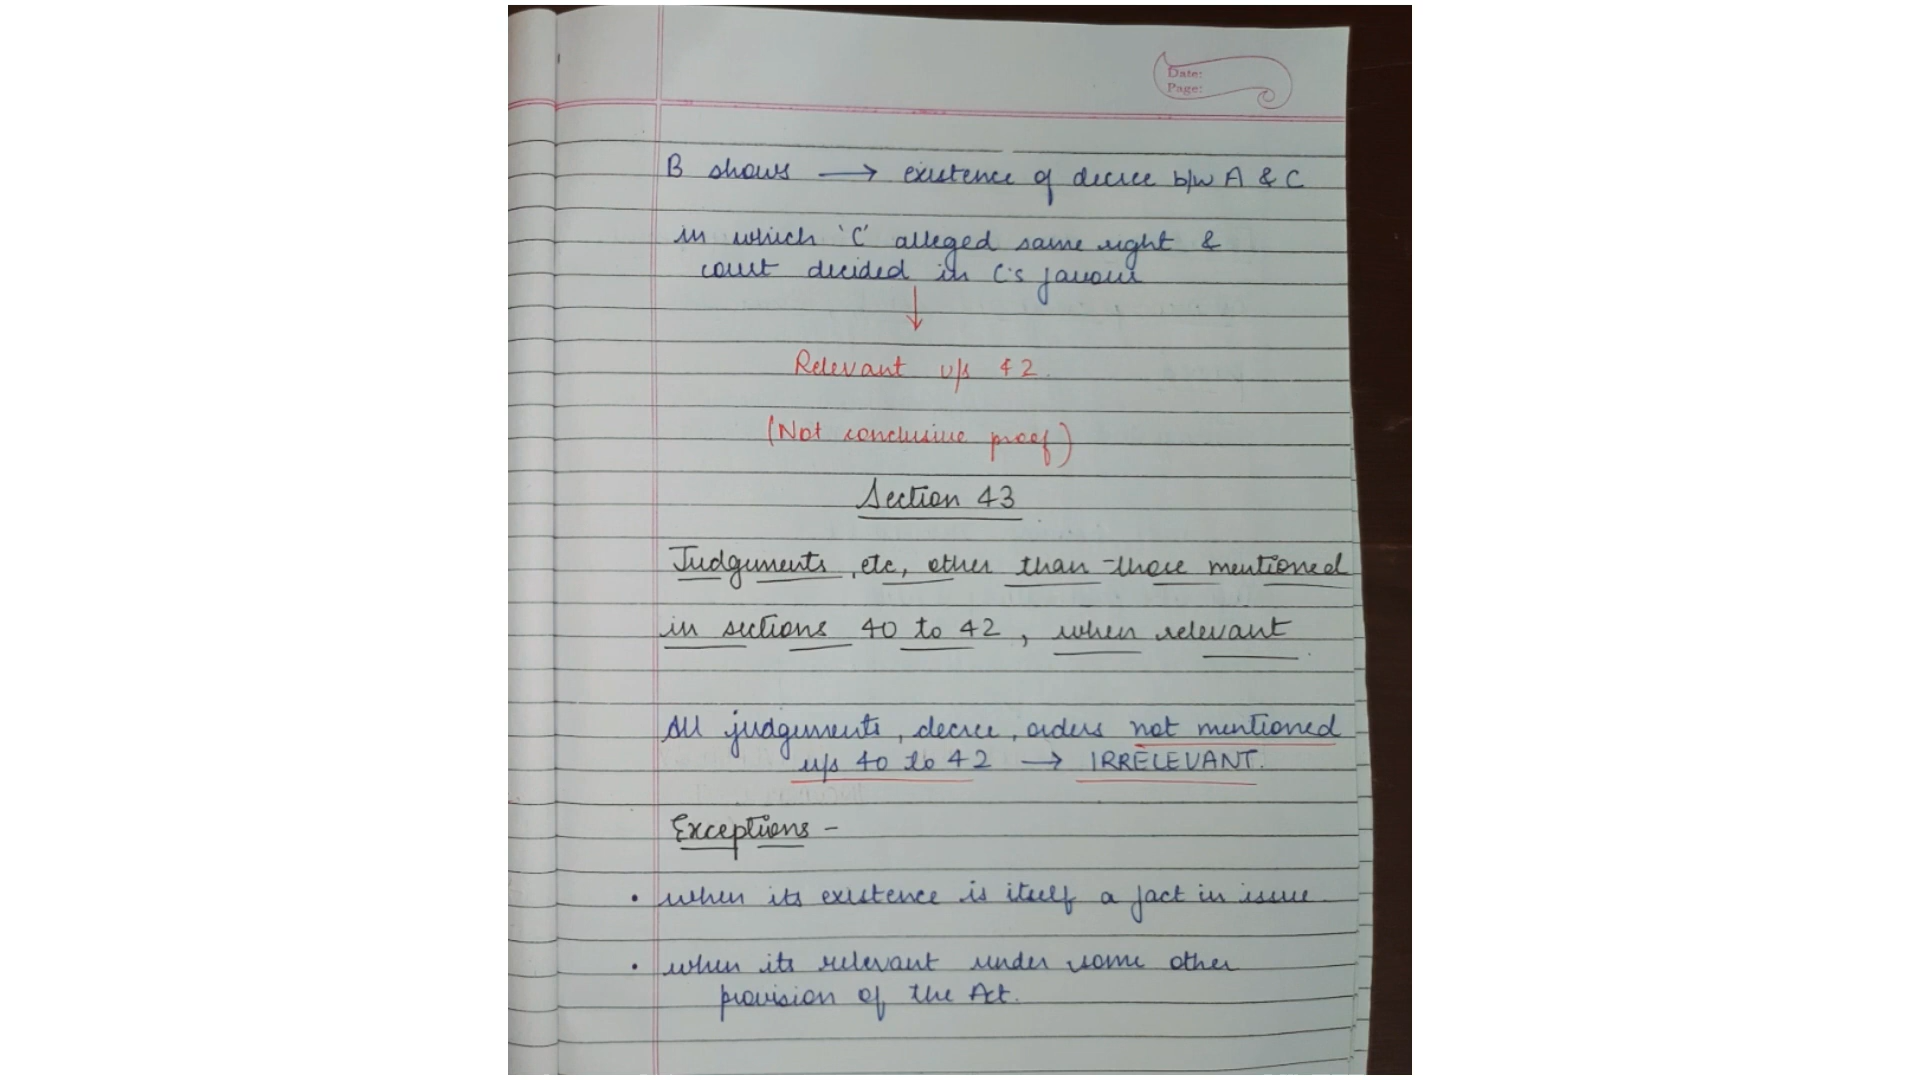 Date:
Page:
B shows → existence of decree b/w A & C
in which 'C' alleged same right &
court decided in C's favour
↓
Relevant u/s 42.
(Not conclusive proof)
Section 43
Judgements, etc, other than those mentioned
in sections 40 to 42, when relevant.
All judgements, decree, orders not mentioned
u/s 40 to 42 → IRRELEVANT.
Exceptions -
• when its existence is itself a fact in issue.
• when its relevant under some other
provision of the Act.